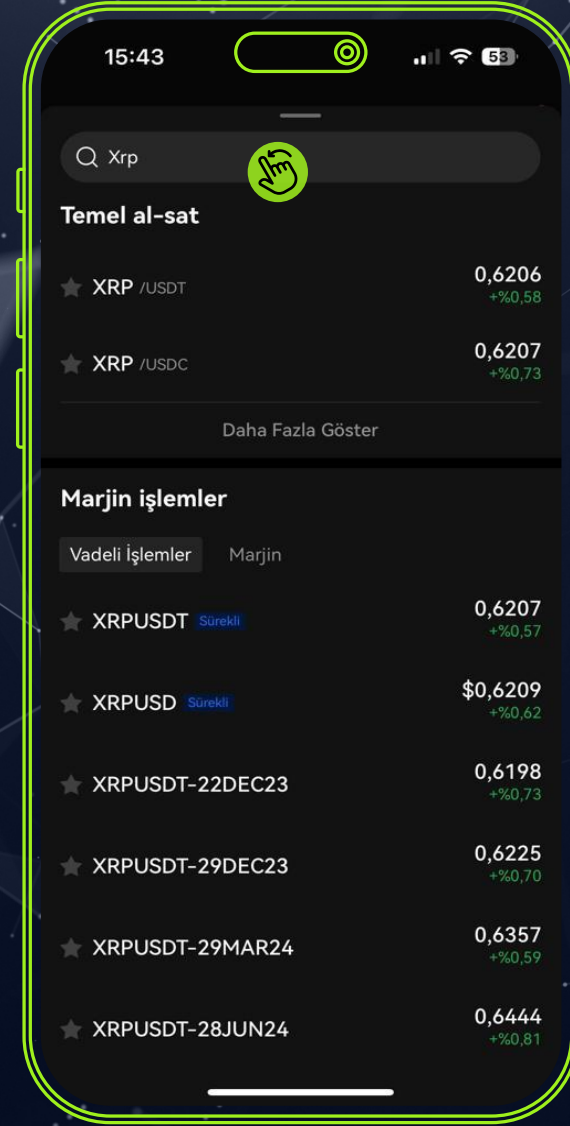 15:43
53
Xrp
Temel al-sat
XRP /USDT 0,6206
+%0,58
XRP /USDC 0,6207
+%0,73
Daha Fazla Göster
Marjin işlemler
Vadeli İşlemler Marjin
XRPUSDT Sürekli 0,6207
+%0,57
XRPUSD Sürekli $0,6209
+%0,62
XRPUSDT-22DEC23 0,6198
+%0,73
XRPUSDT-29DEC23 0,6225
+%0,70
XRPUSDT-29MAR24 0,6357
+%0,59
XRPUSDT-28JUN24 0,6444
+%0,81